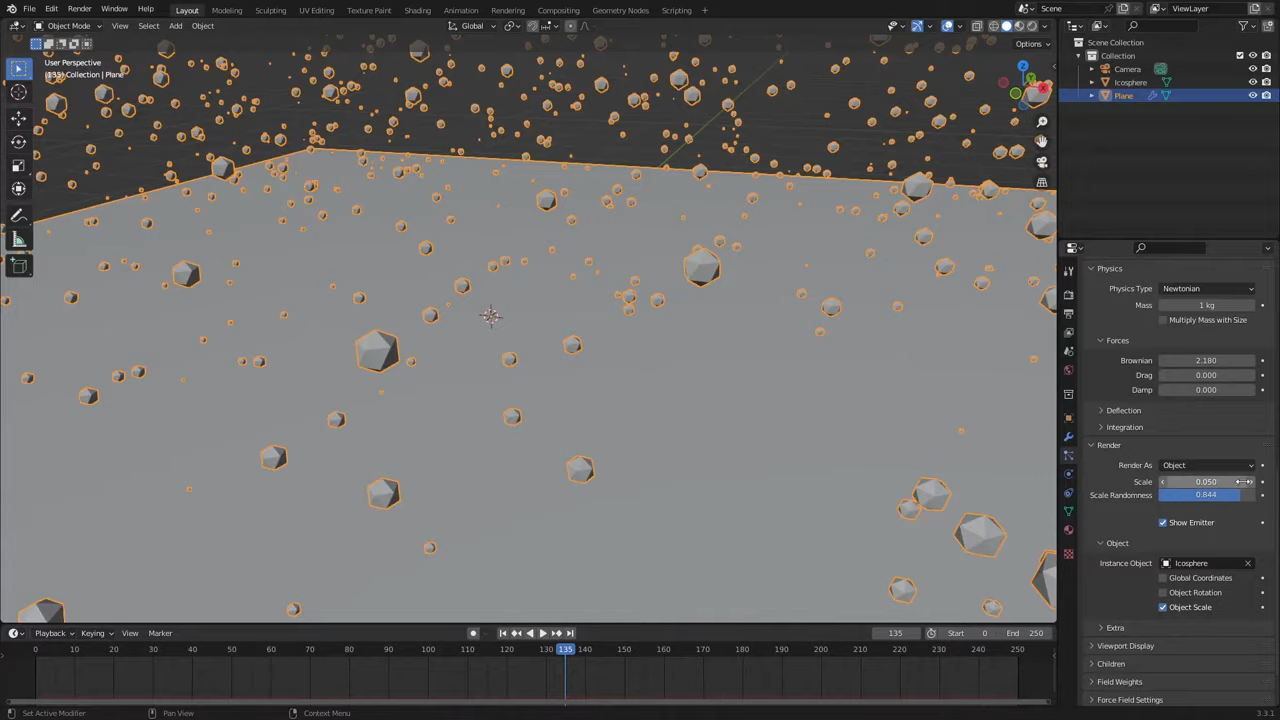 File Edit Render Window Help Layout Modeling Sculpting UV Editing Texture Paint Shading Animation Rendering Compositing Geometry Nodes Scripting Scene ViewLayer
Object Mode View Select Add Object Global
Options
User Perspective
(135) Collection | Plane
Scene Collection
Collection
Camera
Icosphere
Plane
Physics
Physics Type Newtonian
Mass 1 kg
Multiply Mass with Size
Forces
Brownian 2.180
Drag 0.000
Damp 0.000
Deflection
Integration
Render
Render As Object
Scale 0.050
Scale Randomness 0.844
Show Emitter
Object
Instance Object Icosphere
Global Coordinates
Object Rotation
Object Scale
Extra
Viewport Display
Children
Field Weights
Force Field Settings
Playback Keying View Marker 135 Start 0 End 250
0 10 20 30 40 50 60 70 80 90 100 110 120 130 135 140 150 160 170 180 190 200 210 220 230 240 250
Set Active Modifier Pan View Context Menu 3.3.1